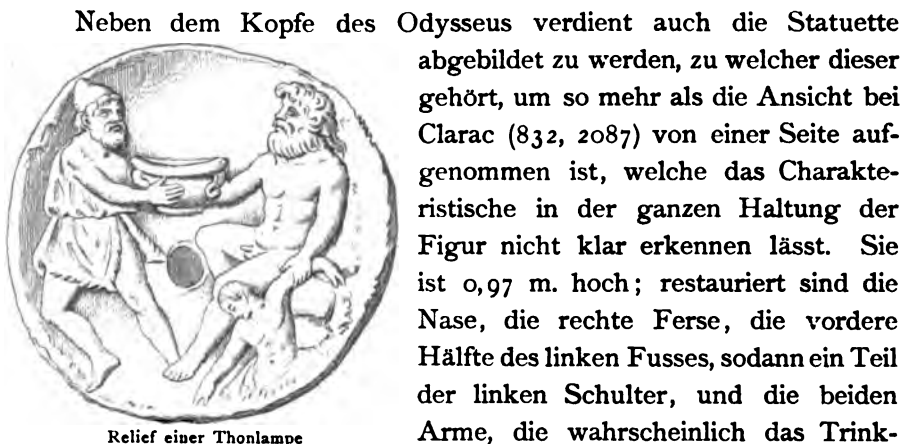 Neben dem Kopfe des Odysseus verdient auch die Statuette
abgebildet zu werden, zu welcher dieser
gehört, um so mehr als die Ansicht bei
Clarac (832, 2087) von einer Seite auf-
genommen ist, welche das Charakte-
ristische in der ganzen Haltung der
Figur nicht klar erkennen lässt. Sie
ist 0,97 m. hoch; restauriert sind die
Nase, die rechte Ferse, die vordere
Hälfte des linken Fusses, sodann ein Teil
der linken Schulter, und die beiden
Arme, die wahrscheinlich das Trink-
Relief einer Thonlampe